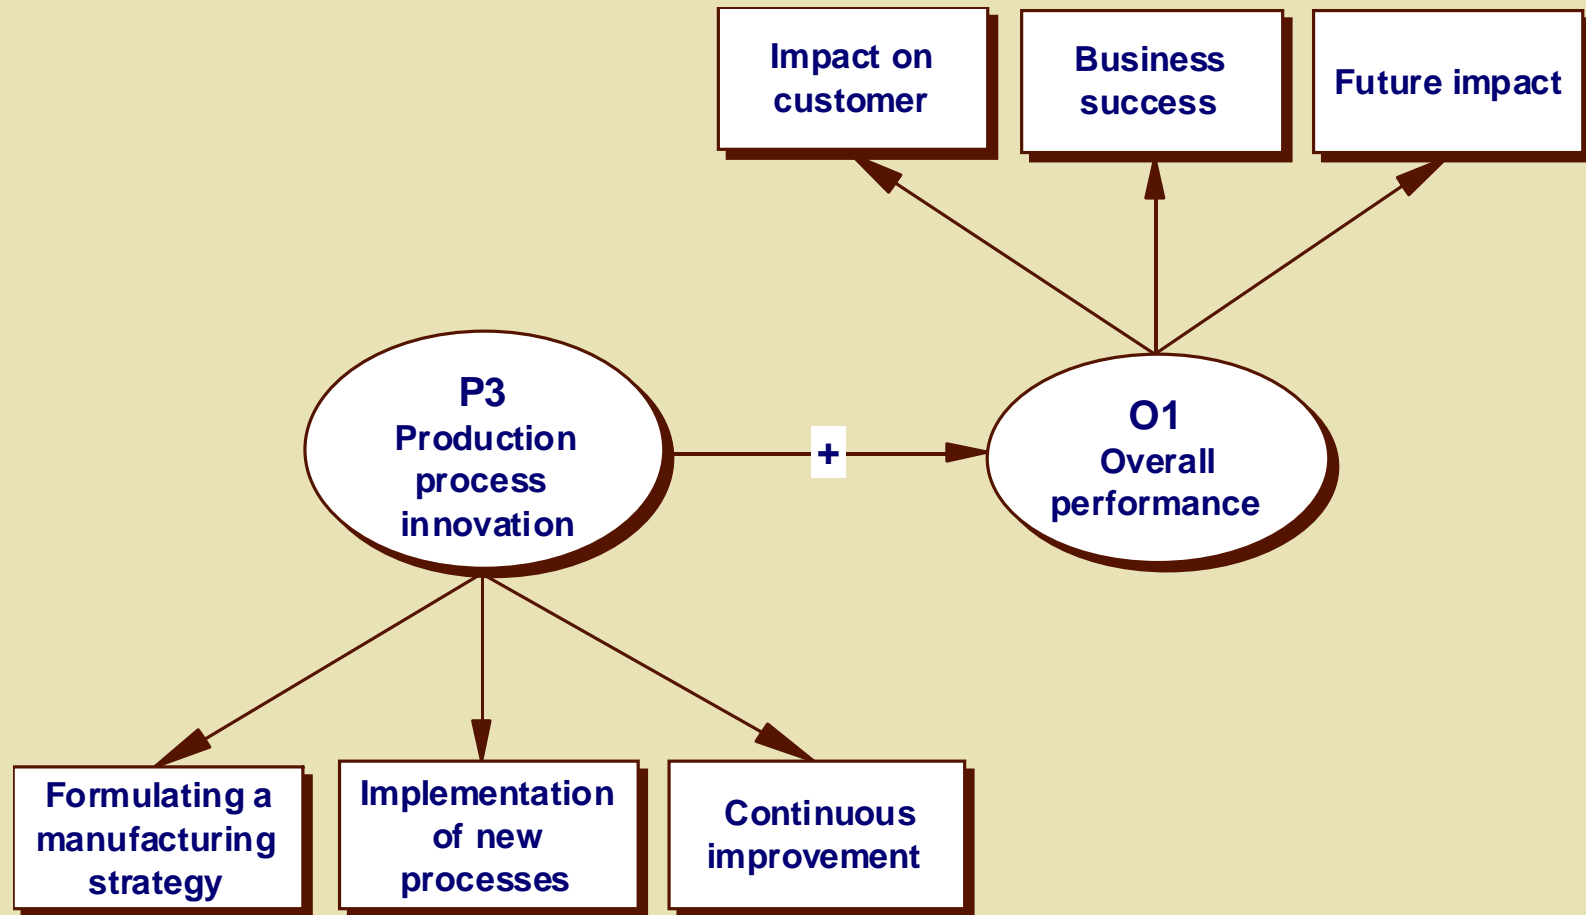 Impact on
customer
Business
success
Future impact
P3
Production
process
innovation
+
O1
Overall
performance
Formulating a
manufacturing
strategy
Implementation
of new
processes
Continuous
improvement